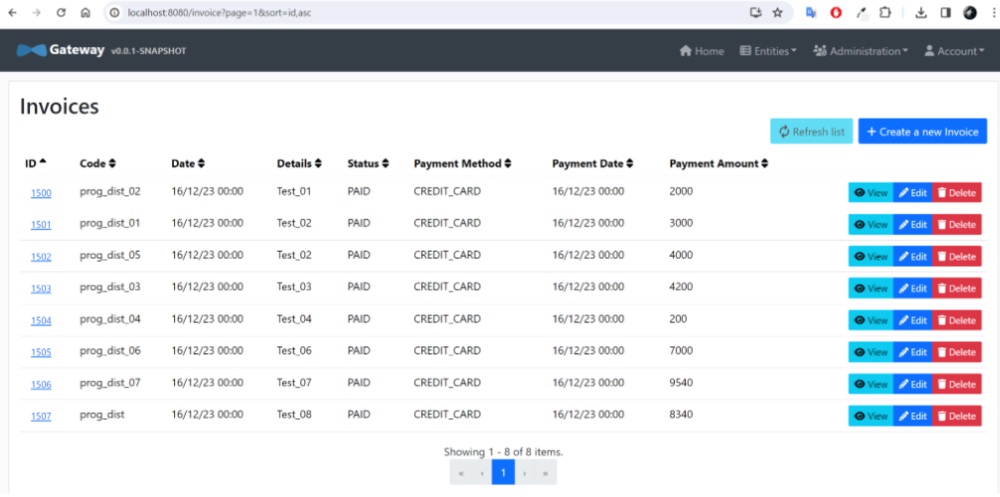 localhost:8080/invoice?page=1&sort=id,asc
Gateway v0.0.1-SNAPSHOT Home Entities Administration Account
Invoices
Refresh list + Create a new Invoice
ID Code Date Details Status Payment Method Payment Date Payment Amount
1500 prog_dist_02 16/12/23 00:00 Test_01 PAID CREDIT_CARD 16/12/23 00:00 2000 View Edit Delete
1501 prog_dist_01 16/12/23 00:00 Test_02 PAID CREDIT_CARD 16/12/23 00:00 3000 View Edit Delete
1502 prog_dist_05 16/12/23 00:00 Test_02 PAID CREDIT_CARD 16/12/23 00:00 4000 View Edit Delete
1503 prog_dist_03 16/12/23 00:00 Test_03 PAID CREDIT_CARD 16/12/23 00:00 4200 View Edit Delete
1504 prog_dist_04 16/12/23 00:00 Test_04 PAID CREDIT_CARD 16/12/23 00:00 200 View Edit Delete
1505 prog_dist_06 16/12/23 00:00 Test_06 PAID CREDIT_CARD 16/12/23 00:00 7000 View Edit Delete
1506 prog_dist_07 16/12/23 00:00 Test_07 PAID CREDIT_CARD 16/12/23 00:00 9540 View Edit Delete
1507 prog_dist 16/12/23 00:00 Test_08 PAID CREDIT_CARD 16/12/23 00:00 8340 View Edit Delete
Showing 1 - 8 of 8 items.
« ‹ 1 › »